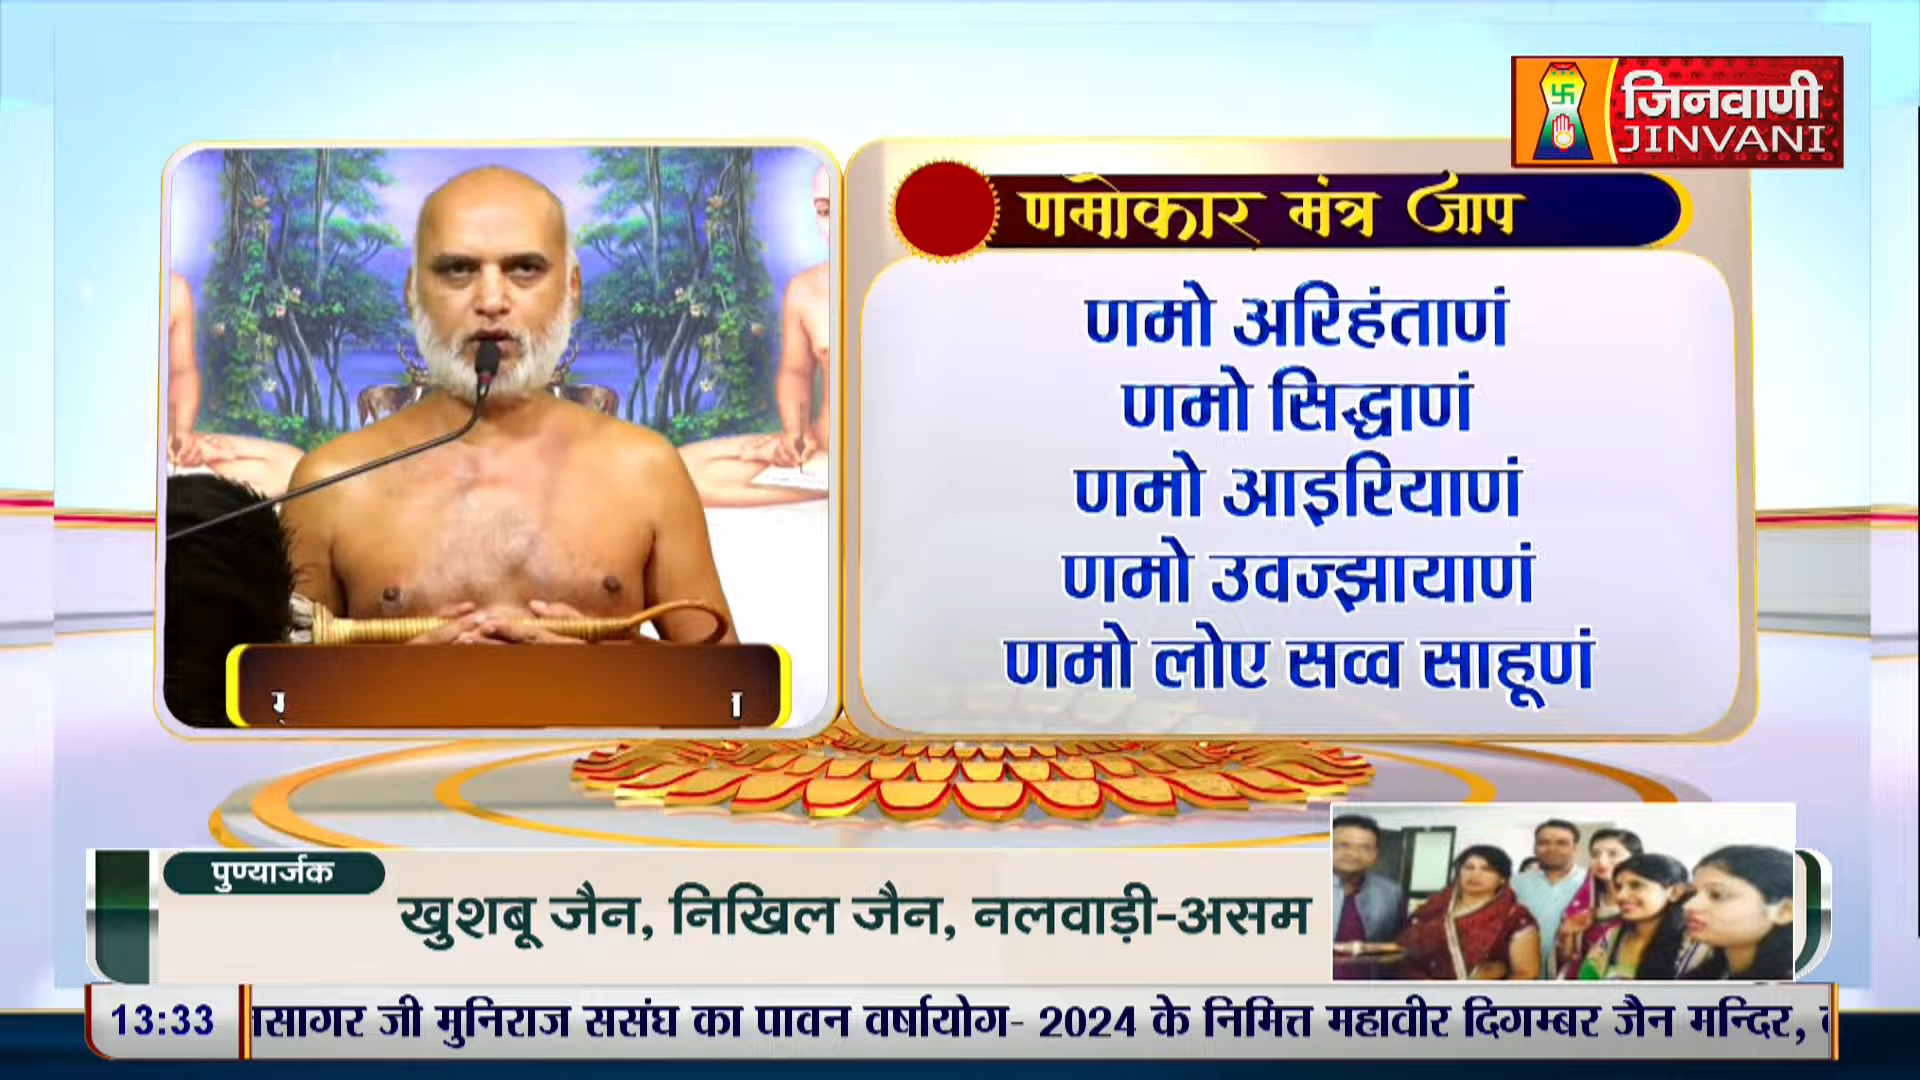 जिनवाणी
JINVANI
णमोकार मंत्र जाप
णमो अरिहंताणं
णमो सिद्धाणं
णमो आइरियाणं
णमो उवज्झायाणं
णमो लोए सव्व साहूणं
पुण्यार्जक
खुशबू जैन, निखिल जैन, नलवाड़ी-असम
13:33
सागर जी मुनिराज ससंघ का पावन वर्षायोग- 2024 के निमित्त महावीर दिगम्बर जैन मन्दिर,